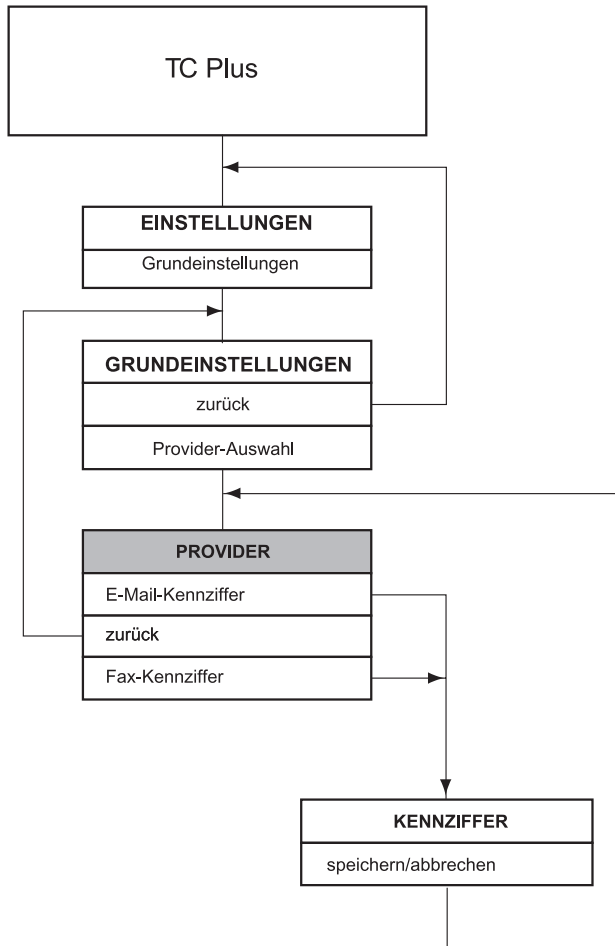 TC Plus
EINSTELLUNGEN
Grundeinstellungen
GRUNDEINSTELLUNGEN
zurück
Provider-Auswahl
PROVIDER
E-Mail-Kennziffer
zurück
Fax-Kennziffer
KENNZIFFER
speichern/abbrechen